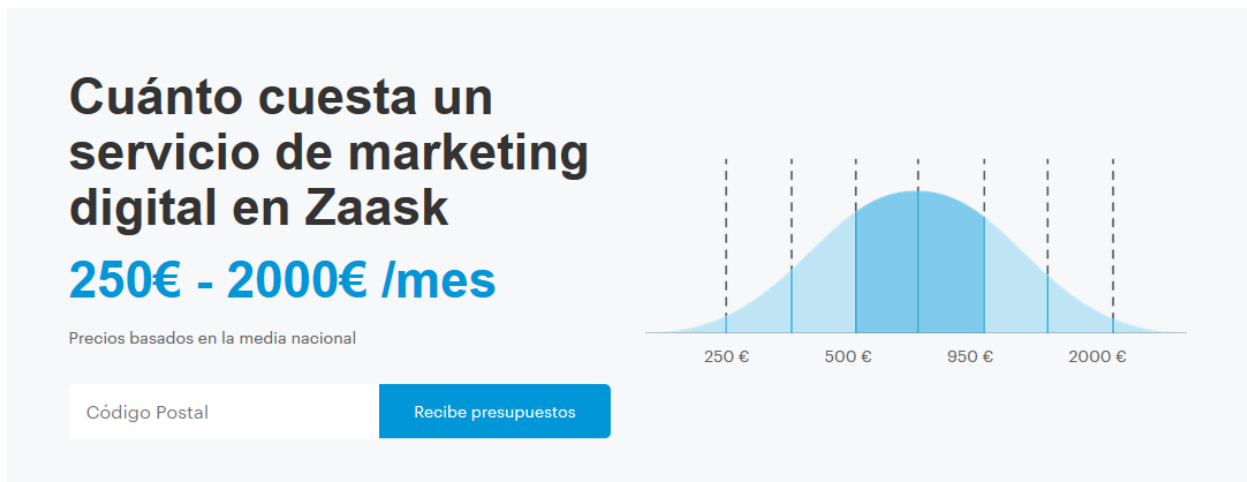 Cuánto cuesta un
servicio de marketing
digital en Zaask
250€ - 2000€ /mes
Precios basados en la media nacional
Código Postal
Recibe presupuestos
250 €
500 €
950 €
2000 €